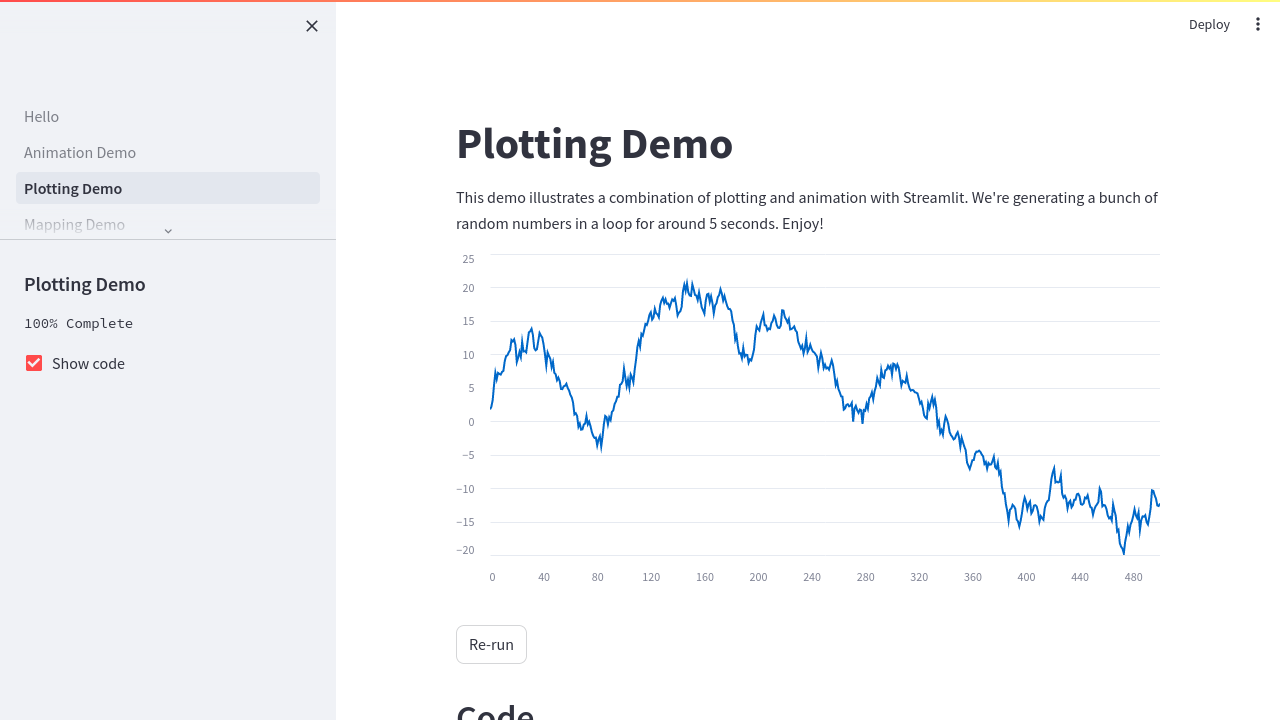 Deploy
Hello
Animation Demo
Plotting Demo
Mapping Demo
Plotting Demo
100% Complete
Show code
Plotting Demo
This demo illustrates a combination of plotting and animation with Streamlit. We're generating a bunch of
random numbers in a loop for around 5 seconds. Enjoy!
25
20
15
10
5
0
−5
−10
−15
−20
0 40 80 120 160 200 240 280 320 360 400 440 480
Re-run
Code